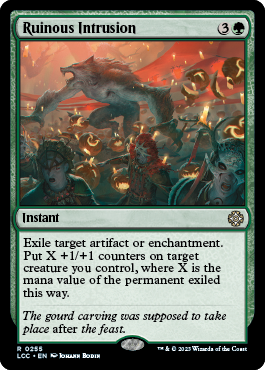 Ruinous Intrusion 3
Instant
Exile target artifact or enchantment.
Put X +1/+1 counters on target
creature you control, where X is the
mana value of the permanent exiled
this way.
The gourd carving was supposed to take
place after the feast.
R 0255
LCC • EN Johann Bodin
™ & © 2023 Wizards of the Coast